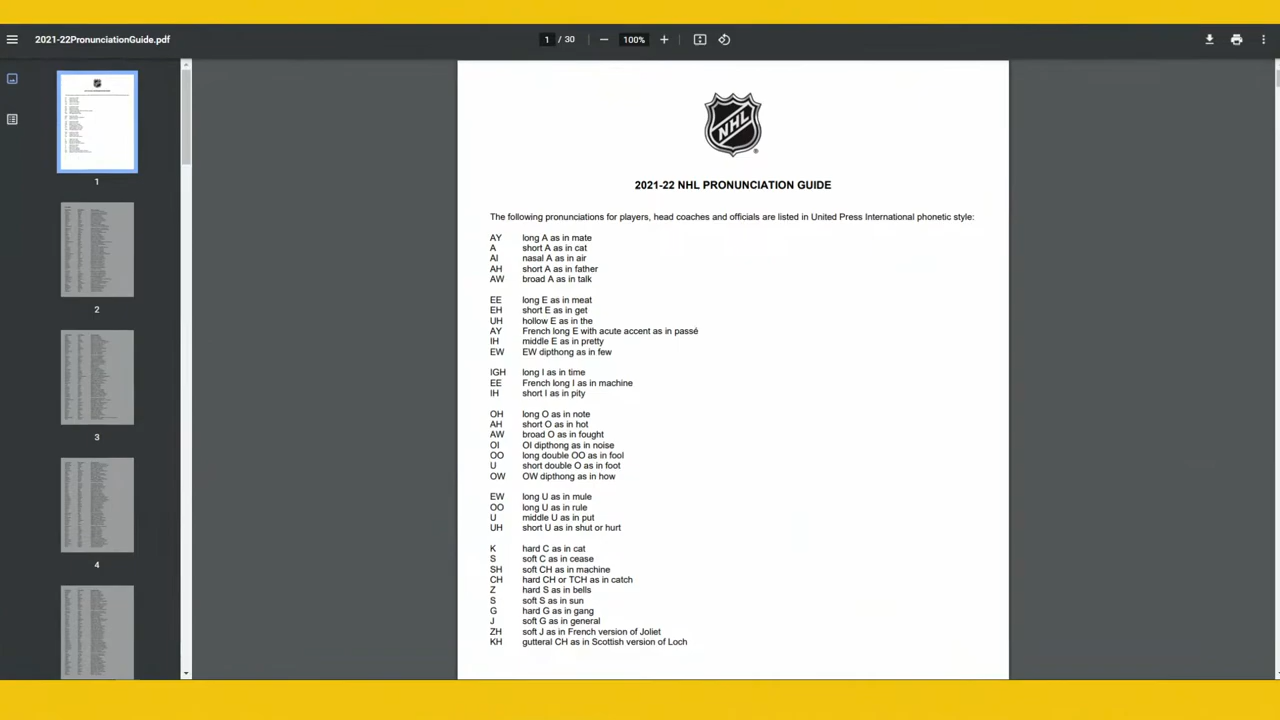 2021-22PronunciationGuide.pdf
1 / 30
100%
NHL
2021-22 NHL PRONUNCIATION GUIDE
The following pronunciations for players, head coaches and officials are listed in United Press International phonetic style:
AY long A as in mate
A short A as in cat
AI nasal A as in air
AH short A as in father
AW broad A as in talk
EE long E as in meat
EH short E as in get
UH hollow E as in the
AY French long E with acute accent as in passé
IH middle E as in pretty
EW EW dipthong as in few
IGH long I as in time
EE French long I as in machine
IH short I as in pity
OH long O as in note
AH short O as in hot
AW broad O as in fought
OI OI dipthong as in noise
OO long double OO as in fool
U short double O as in foot
OW OW dipthong as in how
EW long U as in mule
OO long U as in rule
U middle U as in put
UH short U as in shut or hurt
K hard C as in cat
S soft C as in cease
SH soft CH as in machine
CH hard CH or TCH as in catch
Z hard S as in bells
S soft S as in sun
G hard G as in gang
J soft G as in general
ZH soft J as in French version of Joliet
KH gutteral CH as in Scottish version of Loch
1
2
3
4